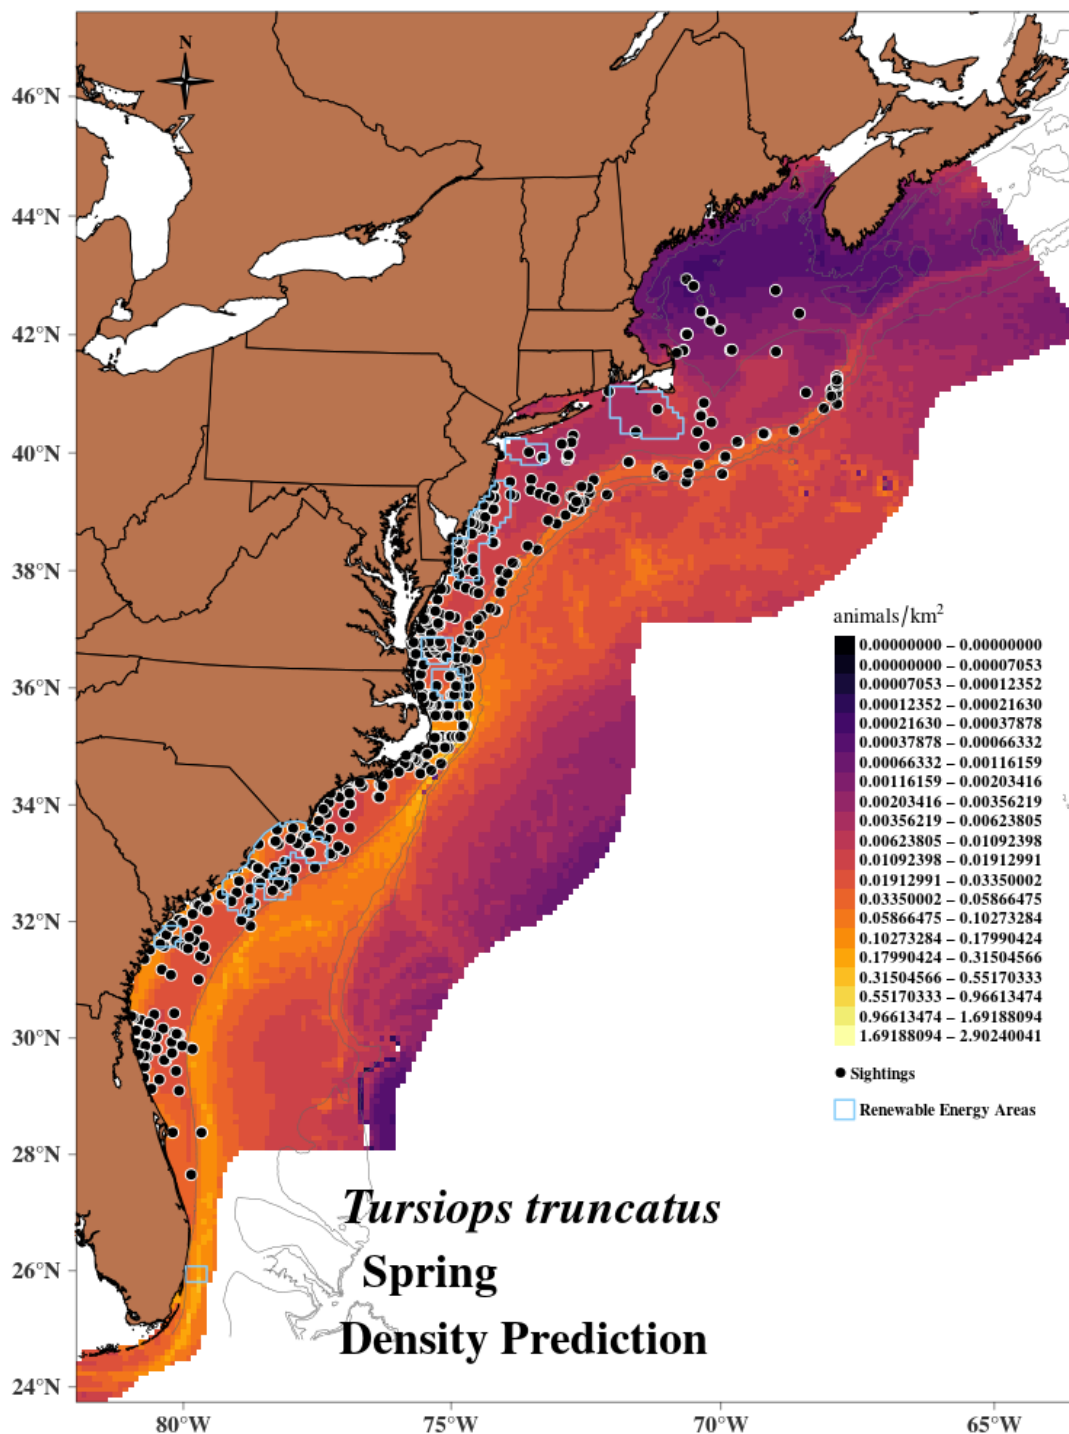 N
46°N
44°N
42°N
40°N
38°N
36°N
34°N
32°N
30°N
28°N
26°N
24°N
80°W
75°W
70°W
65°W
animals/km²
0.00000000 – 0.00000000
0.00000000 – 0.00007053
0.00007053 – 0.00012352
0.00012352 – 0.00021630
0.00021630 – 0.00037878
0.00037878 – 0.00066332
0.00066332 – 0.00116159
0.00116159 – 0.00203416
0.00203416 – 0.00356219
0.00356219 – 0.00623805
0.00623805 – 0.01092398
0.01092398 – 0.01912991
0.01912991 – 0.03350002
0.03350002 – 0.05866475
0.05866475 – 0.10273284
0.10273284 – 0.17990424
0.17990424 – 0.31504566
0.31504566 – 0.55170333
0.55170333 – 0.96613474
0.96613474 – 1.69188094
1.69188094 – 2.90240041
Sightings
Renewable Energy Areas
Tursiops truncatus
Spring
Density Prediction